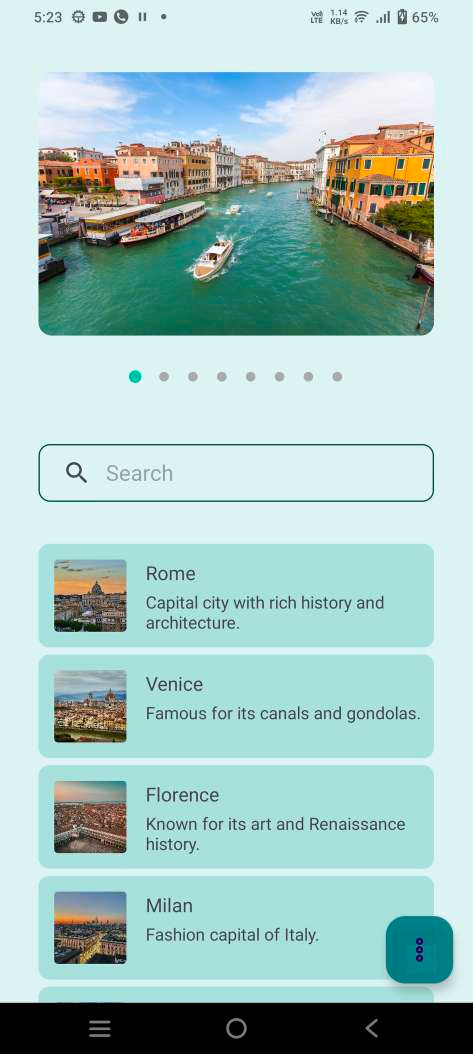 5:23
Vo)
LTE
1.14
KB/s
65%
Search
Rome
Capital city with rich history and
architecture.
Venice
Famous for its canals and gondolas.
Florence
Known for its art and Renaissance
history.
Milan
Fashion capital of Italy.